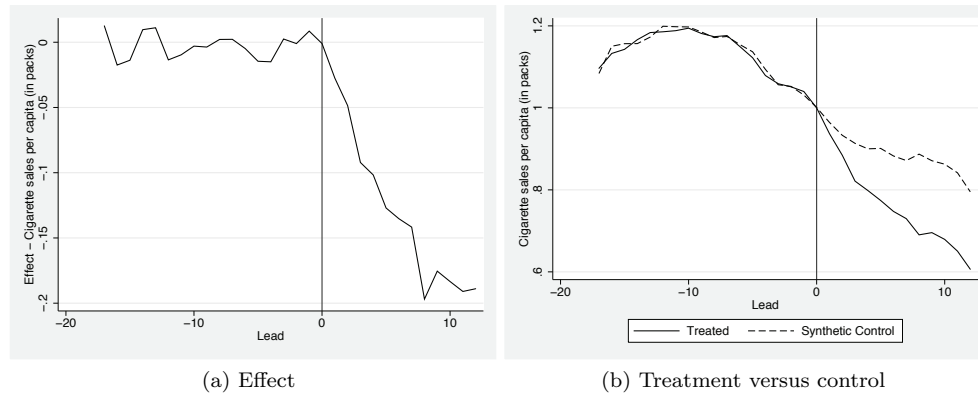 Effect – Cigarette sales per capita (in packs)
0
-.05
-.1
-.15
-.2
−20
−10
0
10
Lead
(a) Effect
Cigarette sales per capita (in packs)
1.2
1
.8
.6
−20
−10
0
10
Lead
Treated
Synthetic Control
(b) Treatment versus control